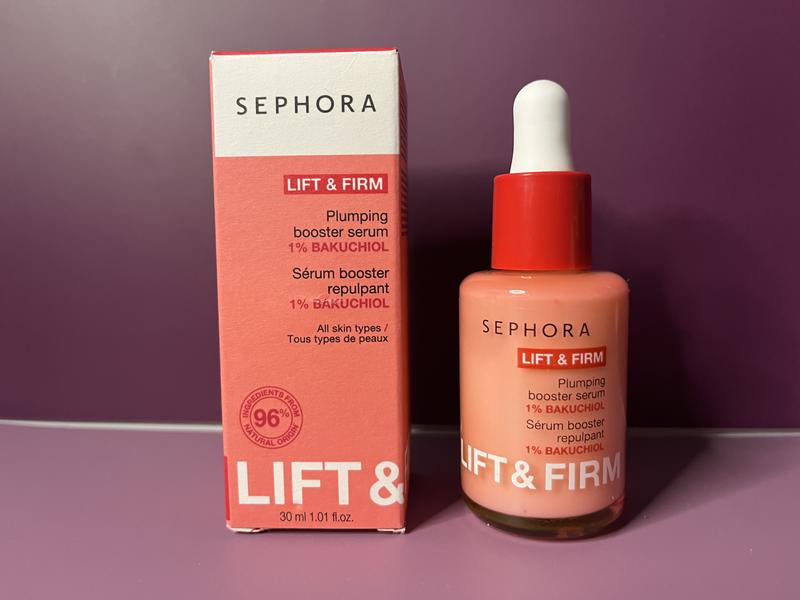 SEPHORA
LIFT & FIRM
Plumping
booster serum
1% BAKUCHIOL
Sérum booster
repulpant
1% BAKUCHIOL
All skin types /
Tous types de peaux
INGREDIENTS FROM
96%
NATURAL ORIGIN
LIFT &
30 ml 1.01 fl.oz.
SEPHORA
LIFT & FIRM
Plumping
booster serum
1% BAKUCHIOL
Sérum booster
repulpant
1% BAKUCHIOL
LIFT & FIRM